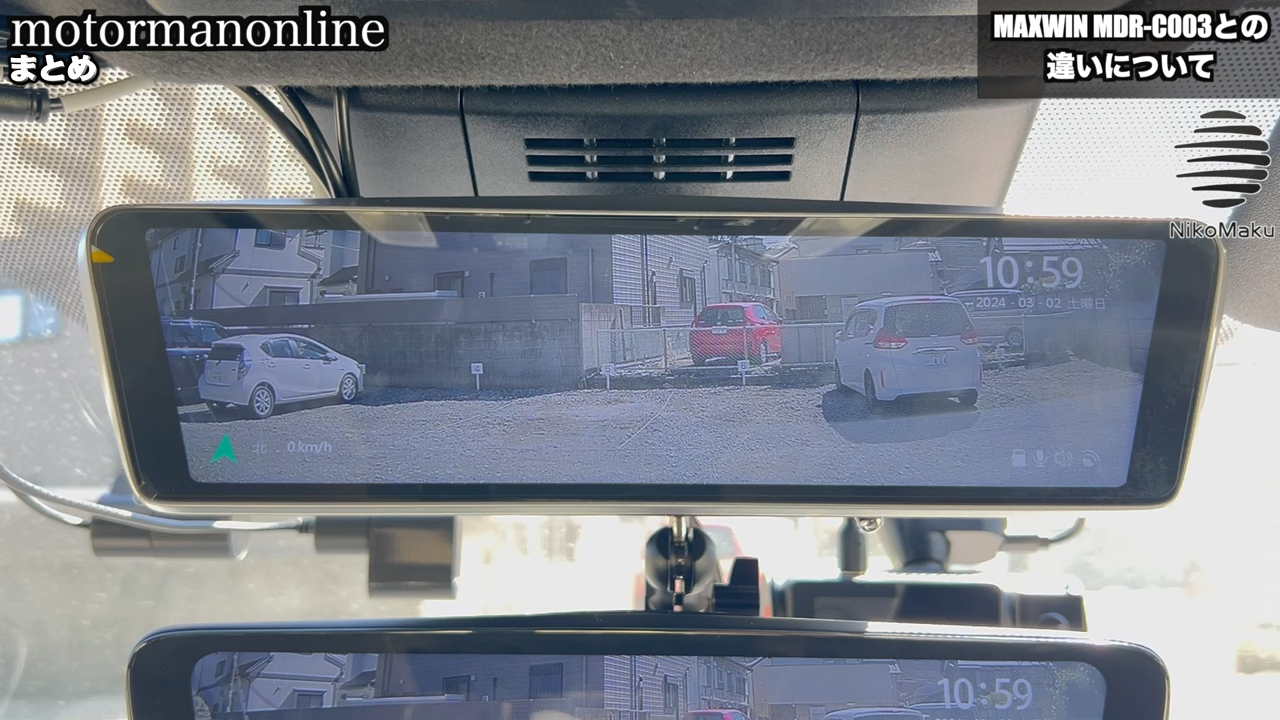 motormanonline
まとめ
MAXWIN MDR-C003との
違いについて
NikoMaku
10:59
2024-03-02 土曜日
北 . 0km/h
10:59